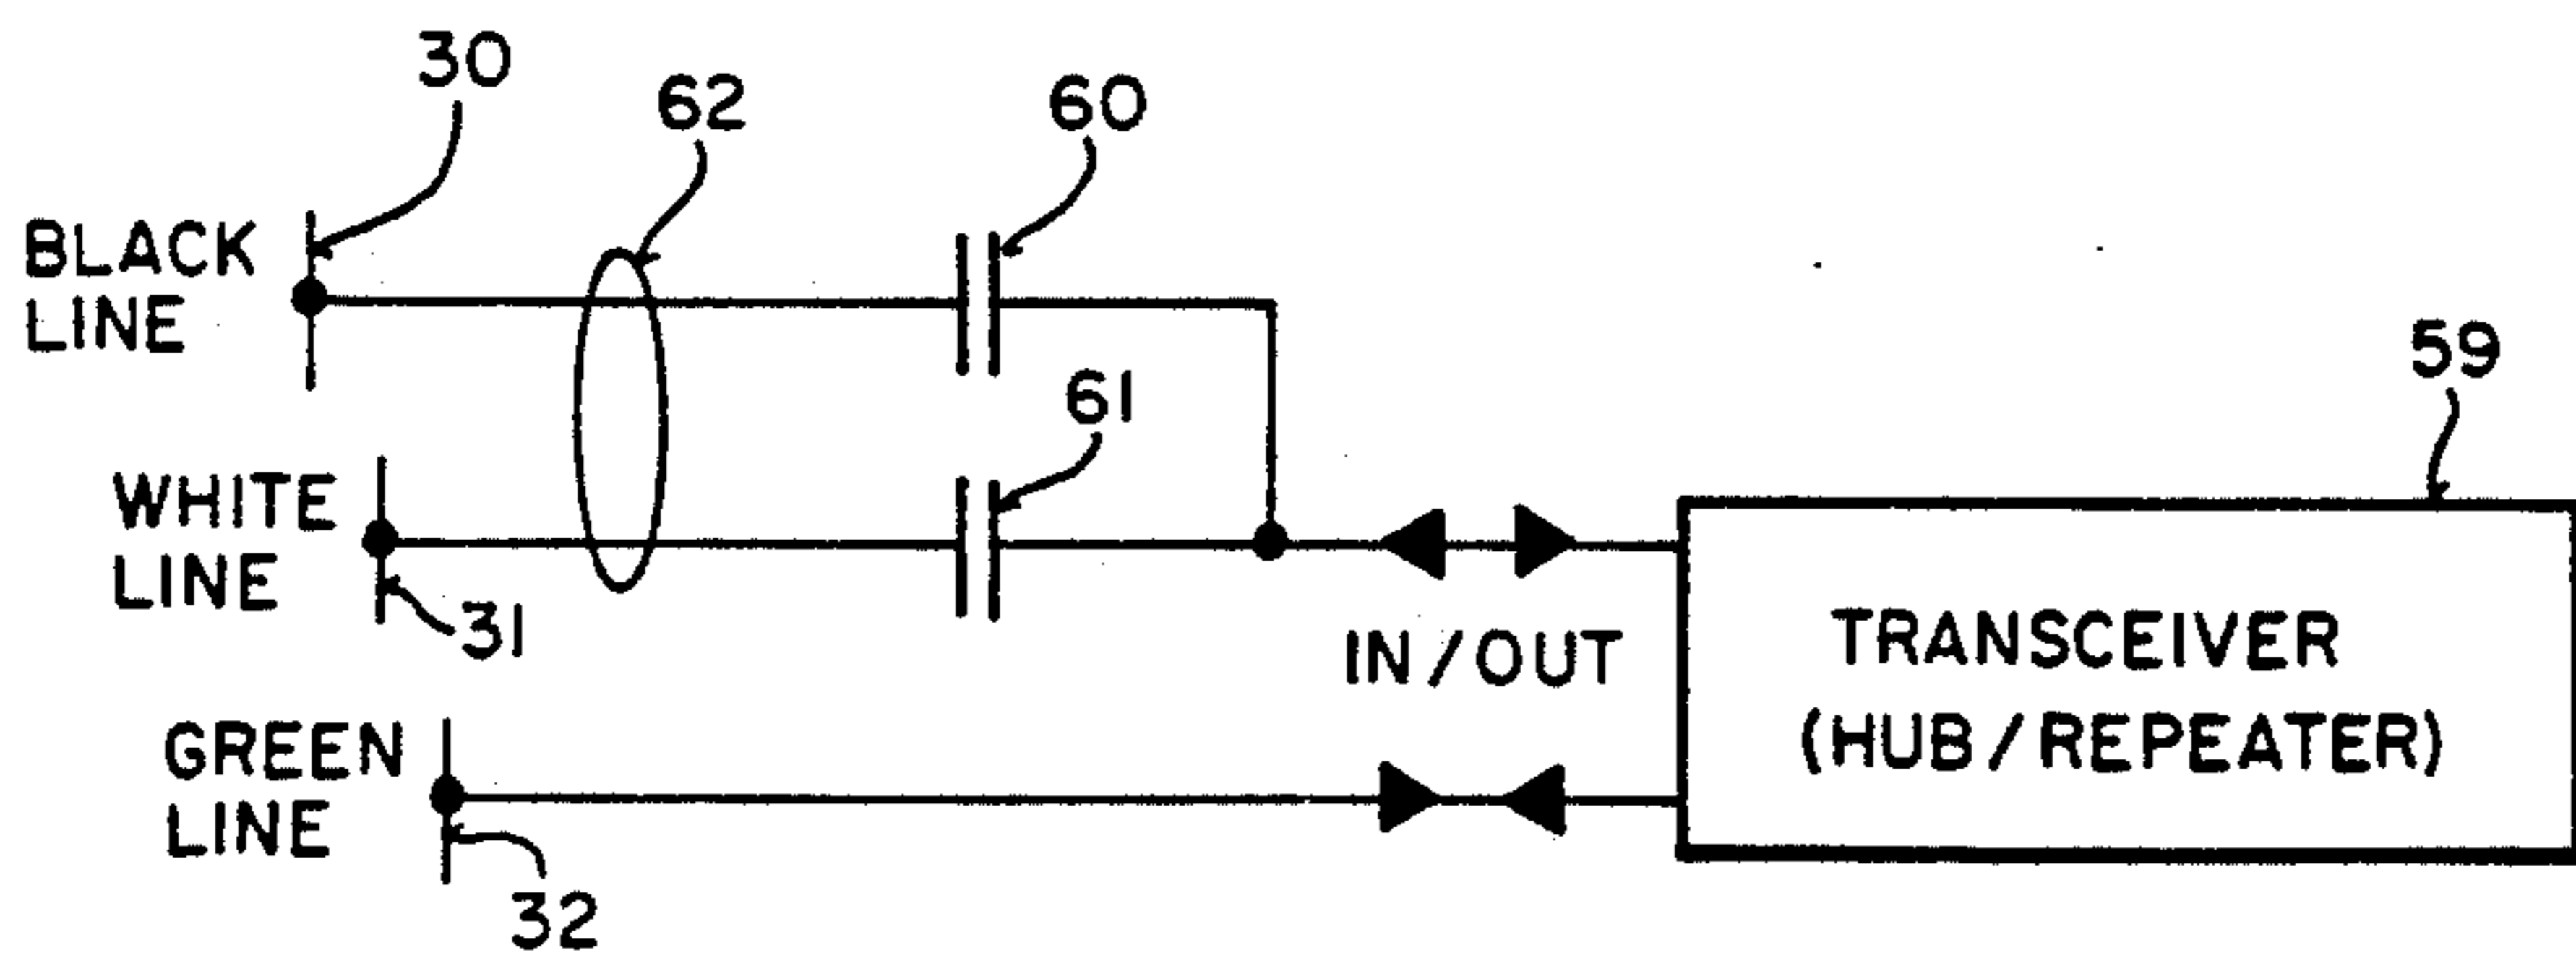 30
62
60
BLACK
LINE
59
61
WHITE
LINE
31
IN/OUT
TRANSCEIVER
(HUB/REPEATER)
GREEN
LINE
32